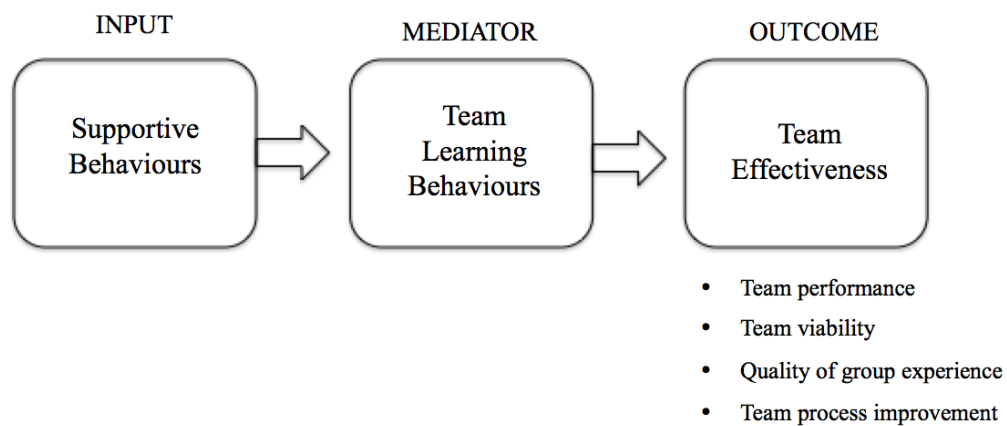 INPUT
MEDIATOR
OUTCOME
Supportive
Behaviours
Team
Learning
Behaviours
Team
Effectiveness
• Team performance
• Team viability
• Quality of group experience
• Team process improvement